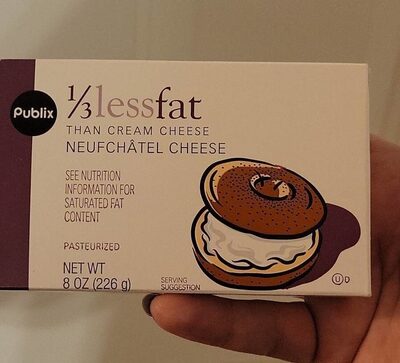 Publix
⅓lessfat
THAN CREAM CHEESE
NEUFCHÂTEL CHEESE
SEE NUTRITION
INFORMATION FOR
SATURATED FAT
CONTENT
PASTEURIZED
NET WT
8 OZ (226 g)
SERVING
SUGGESTION
U D